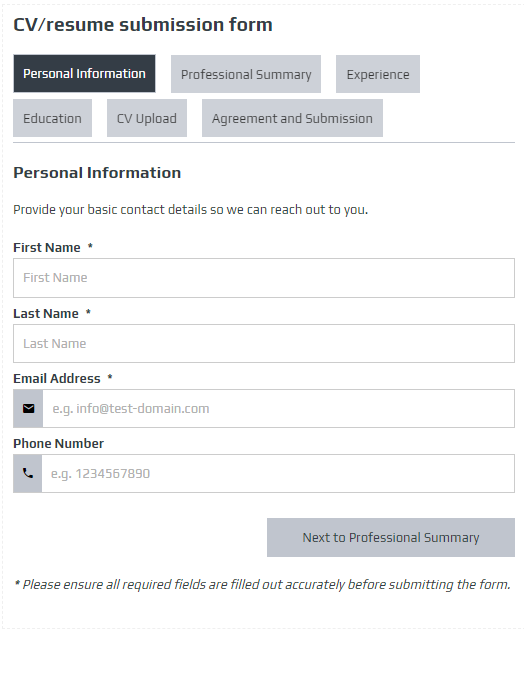 CV/resume submission form
Personal Information Professional Summary Experience
Education CV Upload Agreement and Submission
Personal Information
Provide your basic contact details so we can reach out to you.
First Name *
First Name
Last Name *
Last Name
Email Address *
e.g. info@test-domain.com
Phone Number
e.g. 1234567890
Next to Professional Summary
* Please ensure all required fields are filled out accurately before submitting the form.